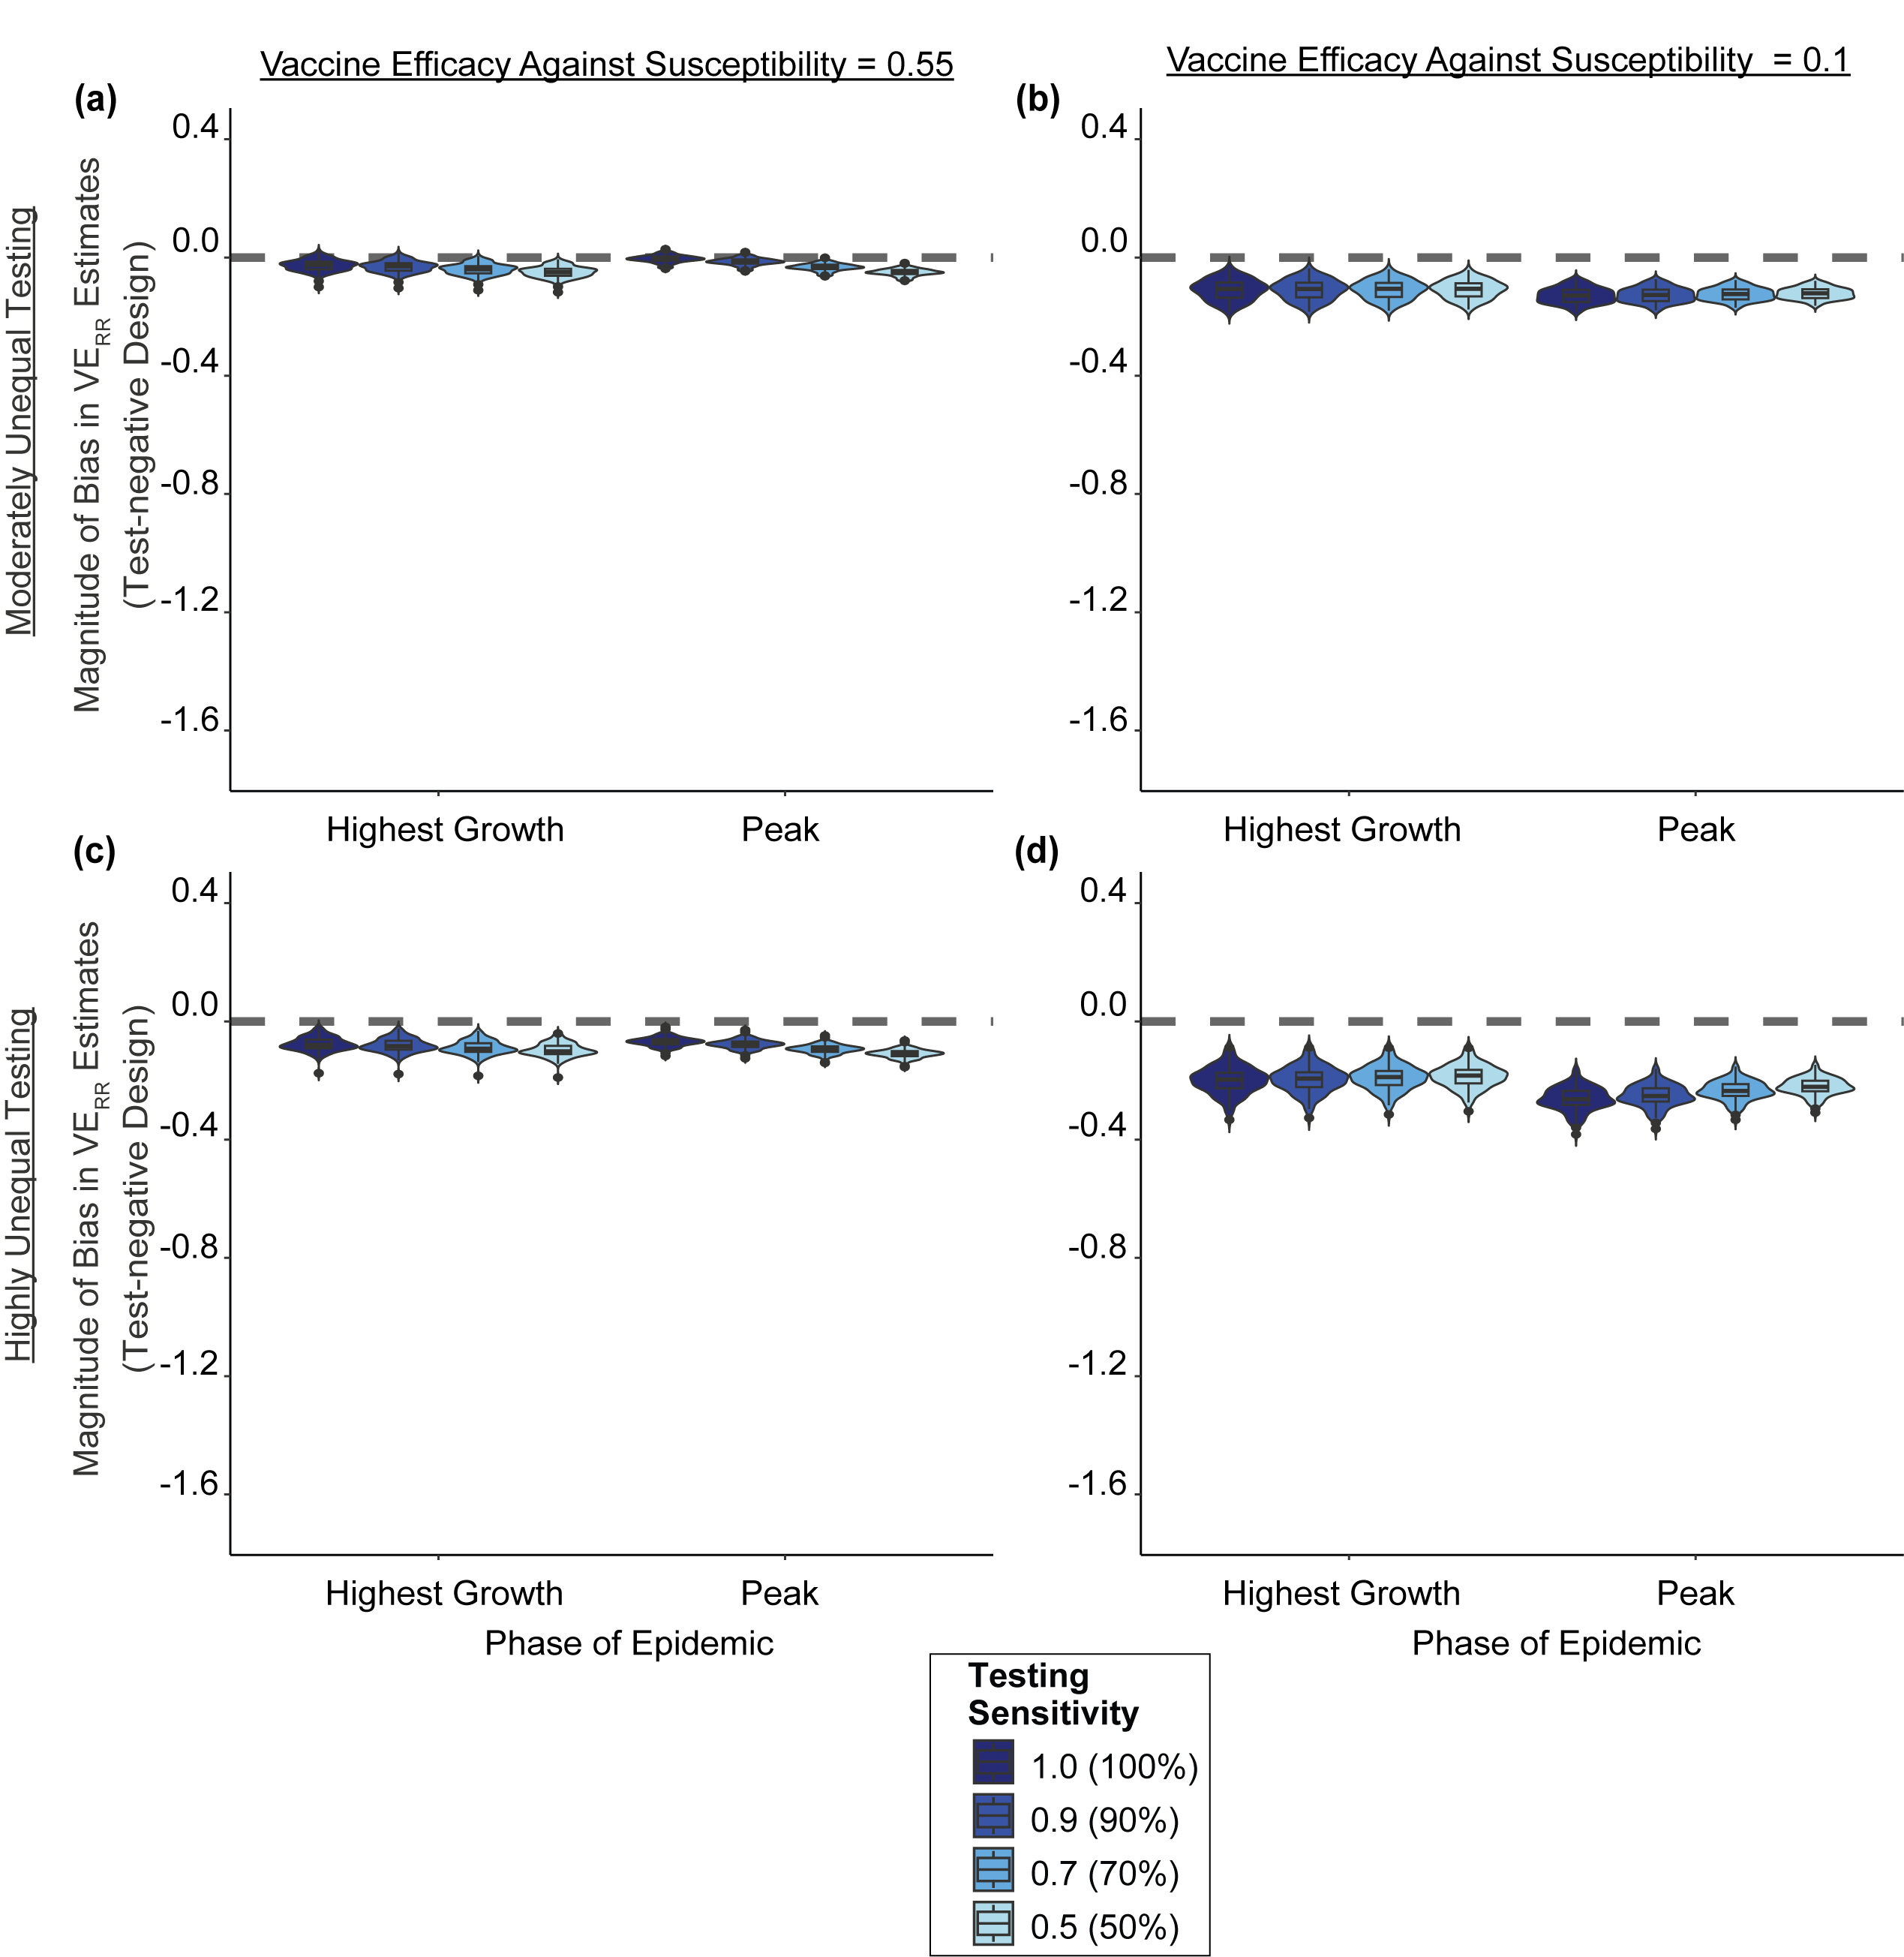 Vaccine Efficacy Against Susceptibility = 0.55
Vaccine Efficacy Against Susceptibility = 0.1
Moderately Unequal Testing
(a)
Magnitude of Bias in VE_RR Estimates
(Test-negative Design)
0.4
0.0
-0.4
-0.8
-1.2
-1.6
Highest Growth
Peak
(b)
0.4
0.0
-0.4
-0.8
-1.2
-1.6
Highest Growth
Peak
Highly Unequal Testing
(c)
Magnitude of Bias in VE_RR Estimates
(Test-negative Design)
0.4
0.0
-0.4
-0.8
-1.2
-1.6
Highest Growth
Peak
Phase of Epidemic
(d)
0.4
0.0
-0.4
-0.8
-1.2
-1.6
Highest Growth
Peak
Phase of Epidemic
Testing
Sensitivity
1.0 (100%)
0.9 (90%)
0.7 (70%)
0.5 (50%)